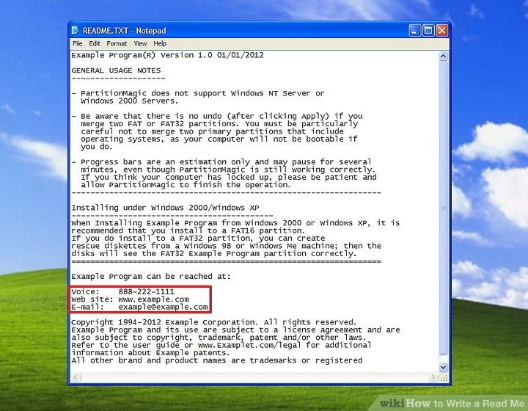 README.TXT - Notepad
File Edit Format View Help
Example Program(R) Version 1.0 01/01/2012
GENERAL USAGE NOTES
--------------------
- PartitionMagic does not support Windows NT Server or
Windows 2000 Servers.
- Be aware that there is no undo (after clicking Apply) if you
merge two FAT or FAT32 partitions. You must be particularly
careful not to merge two primary partitions that include
operating systems, as your computer will not be bootable if
you do.
- Progress bars are an estimation only and may pause for several
minutes, even though PartitionMagic is still working correctly.
If you think your computer has locked up, please be patient and
allow PartitionMagic to finish the operation.
----------------------------------------------------------------
Installing under Windows 2000/Windows XP
----------------------------------------
When Installing Example Program from Windows 2000 or Windows XP, it is
recommended that you install to a FAT16 partition.
If you do install to a FAT32 partition, you can create
rescue diskettes from a Windows 98 or Windows Me machine; then the
disks will see the FAT32 Example Program partition correctly.
----------------------------------------------------------------
Example Program can be reached at:
Voice: 888-222-1111
Web site: www.example.com
E-mail: example@example.com
Copyright 1994-2012 Example Corporation. All rights reserved.
Example Program and its use are subject to a license agreement and are
also subject to copyright, trademark, patent and/or other laws.
Refer to the user guide or www.Examplet.com/legal for additional
information about Example patents.
All other brand and product names are trademarks or registered
wikiHow to Write a Read Me